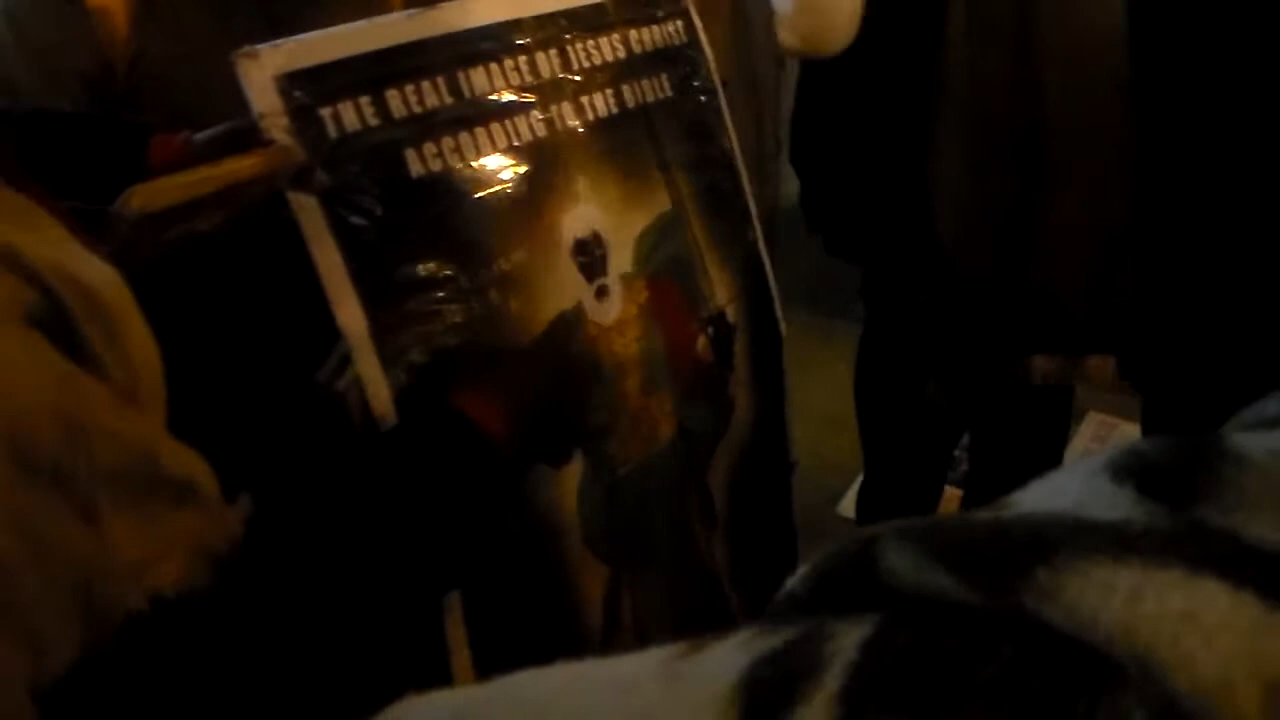 THE REAL IMAGE OF JESUS CHRIST
ACCORDING TO THE BIBLE